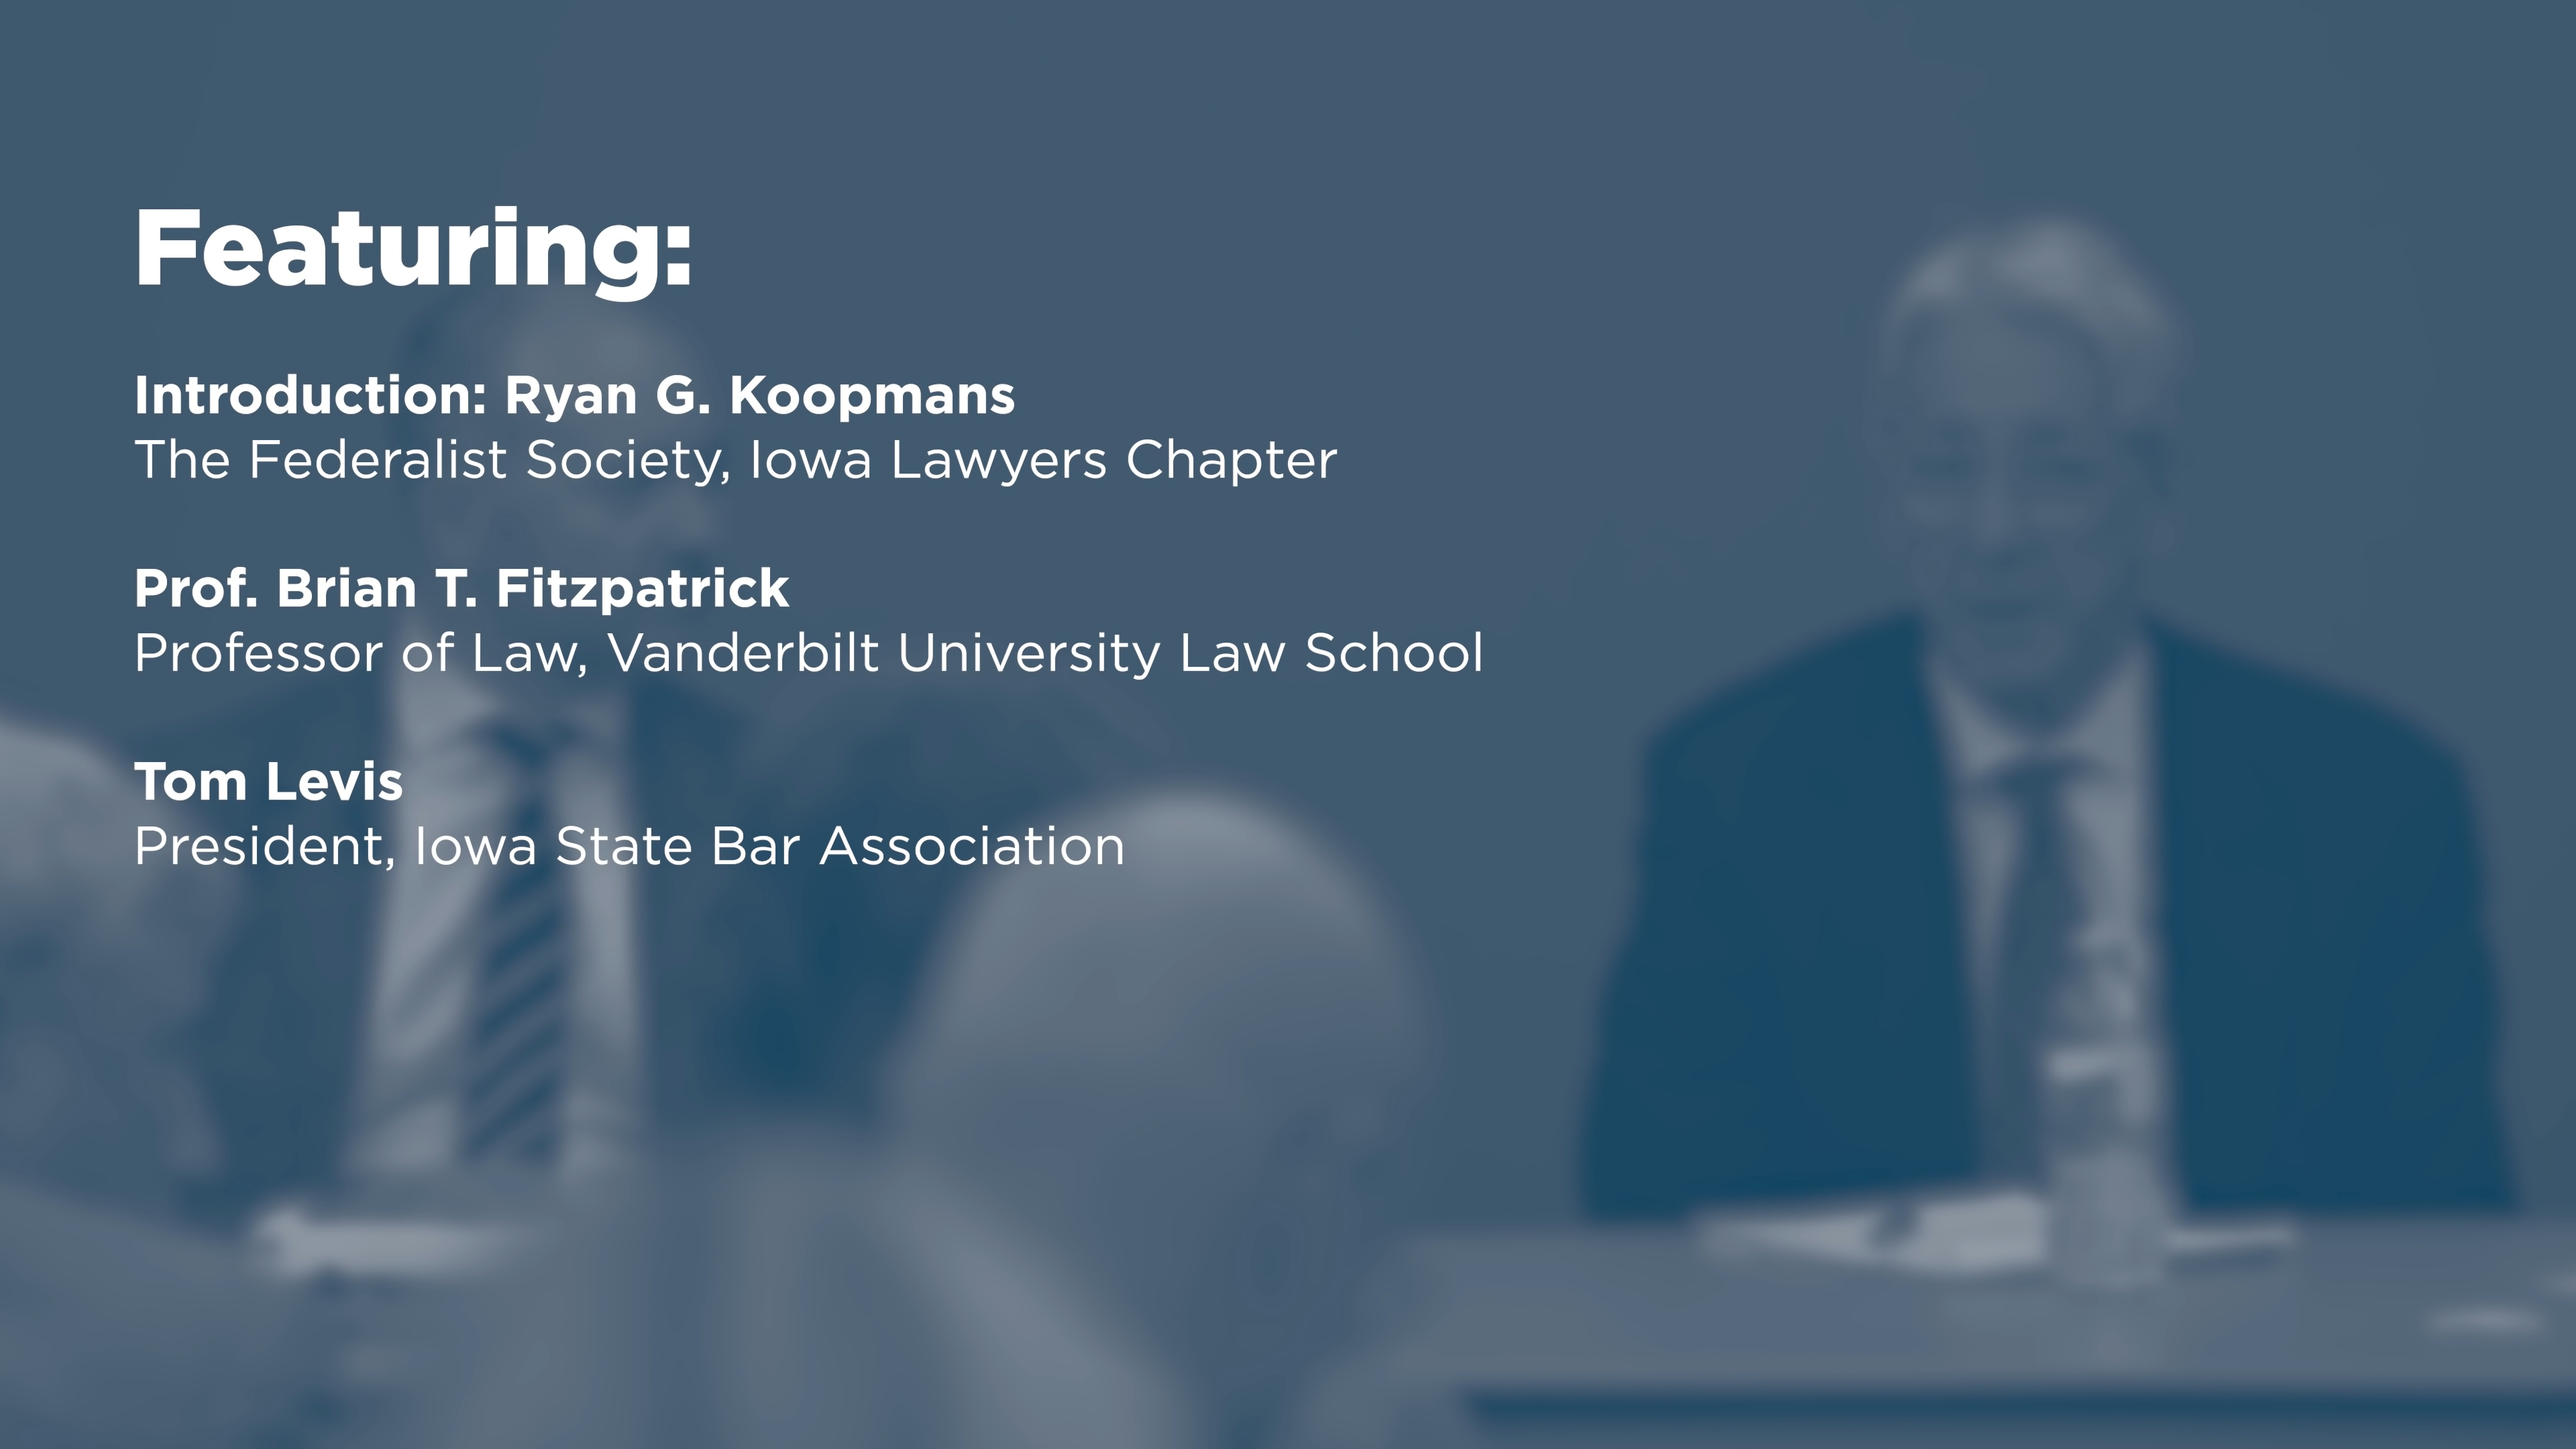 Featuring:
Introduction: Ryan G. Koopmans
The Federalist Society, Iowa Lawyers Chapter
Prof. Brian T. Fitzpatrick
Professor of Law, Vanderbilt University Law School
Tom Levis
President, Iowa State Bar Association